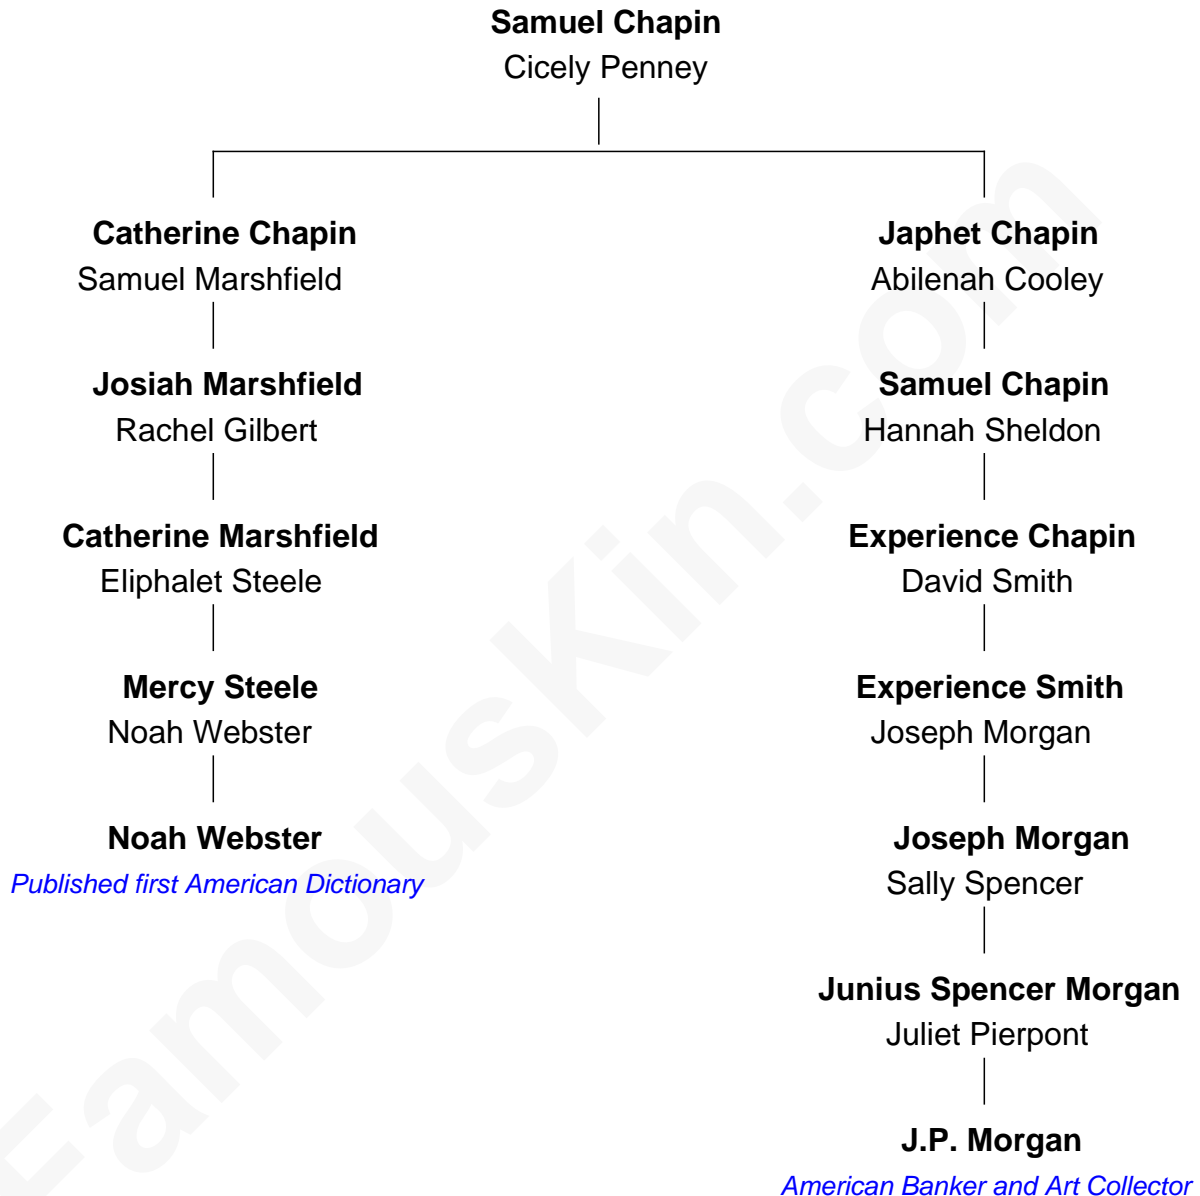 Samuel Chapin
Cicely Penney
Catherine Chapin
Samuel Marshfield
Japhet Chapin
Abilenah Cooley
Josiah Marshfield
Rachel Gilbert
Samuel Chapin
Hannah Sheldon
Catherine Marshfield
Eliphalet Steele
Experience Chapin
David Smith
Mercy Steele
Noah Webster
Experience Smith
Joseph Morgan
Noah Webster
Published first American Dictionary
Joseph Morgan
Sally Spencer
Junius Spencer Morgan
Juliet Pierpont
J.P. Morgan
American Banker and Art Collector
FamousKin.com